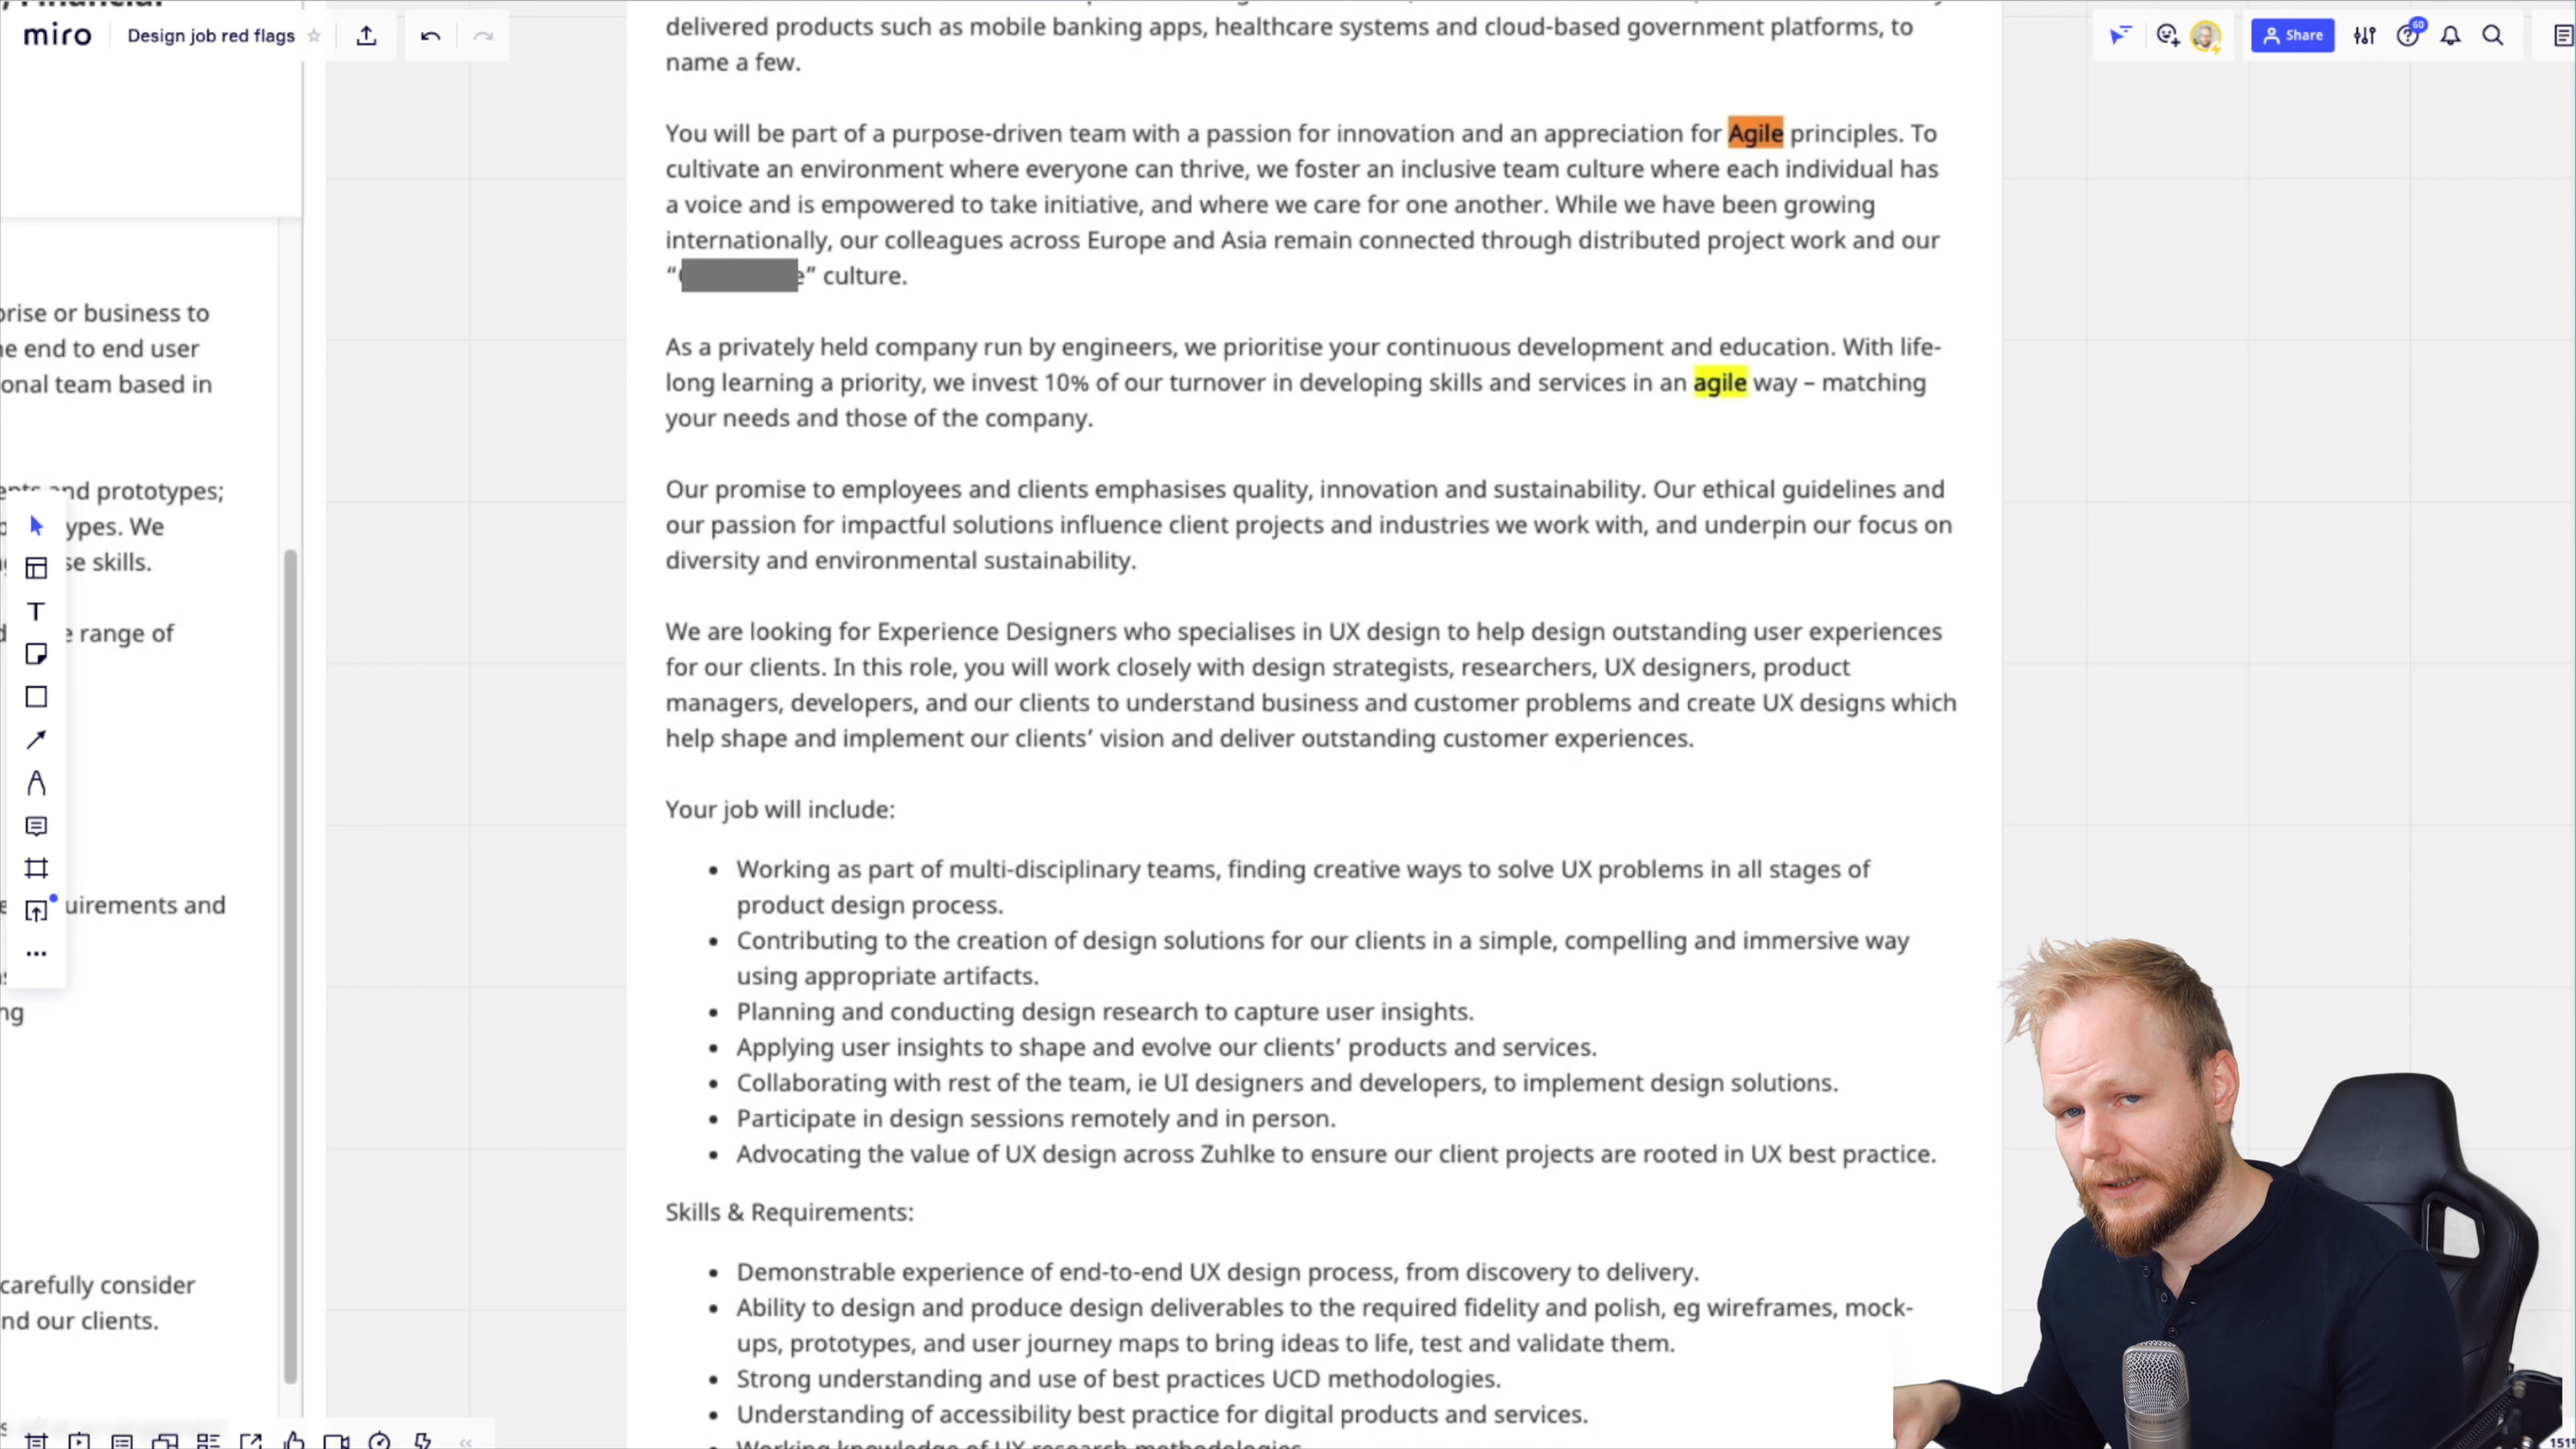 miro
Design job red flags
Share
60
prise or business to
e end to end user
onal team based in
ents and prototypes;
ypes. We
se skills.
range of
uirements and
ng
carefully consider
nd our clients.
delivered products such as mobile banking apps, healthcare systems and cloud-based government platforms, to
name a few.
You will be part of a purpose-driven team with a passion for innovation and an appreciation for Agile principles. To
cultivate an environment where everyone can thrive, we foster an inclusive team culture where each individual has
a voice and is empowered to take initiative, and where we care for one another. While we have been growing
internationally, our colleagues across Europe and Asia remain connected through distributed project work and our
“ e” culture.
As a privately held company run by engineers, we prioritise your continuous development and education. With life-
long learning a priority, we invest 10% of our turnover in developing skills and services in an agile way – matching
your needs and those of the company.
Our promise to employees and clients emphasises quality, innovation and sustainability. Our ethical guidelines and
our passion for impactful solutions influence client projects and industries we work with, and underpin our focus on
diversity and environmental sustainability.
We are looking for Experience Designers who specialises in UX design to help design outstanding user experiences
for our clients. In this role, you will work closely with design strategists, researchers, UX designers, product
managers, developers, and our clients to understand business and customer problems and create UX designs which
help shape and implement our clients’ vision and deliver outstanding customer experiences.
Your job will include:
• Working as part of multi-disciplinary teams, finding creative ways to solve UX problems in all stages of
product design process.
• Contributing to the creation of design solutions for our clients in a simple, compelling and immersive way
using appropriate artifacts.
• Planning and conducting design research to capture user insights.
• Applying user insights to shape and evolve our clients’ products and services.
• Collaborating with rest of the team, ie UI designers and developers, to implement design solutions.
• Participate in design sessions remotely and in person.
• Advocating the value of UX design across Zuhlke to ensure our client projects are rooted in UX best practice.
Skills & Requirements:
• Demonstrable experience of end-to-end UX design process, from discovery to delivery.
• Ability to design and produce design deliverables to the required fidelity and polish, eg wireframes, mock-
ups, prototypes, and user journey maps to bring ideas to life, test and validate them.
• Strong understanding and use of best practices UCD methodologies.
• Understanding of accessibility best practice for digital products and services.
Working knowledge of UX research methodologies